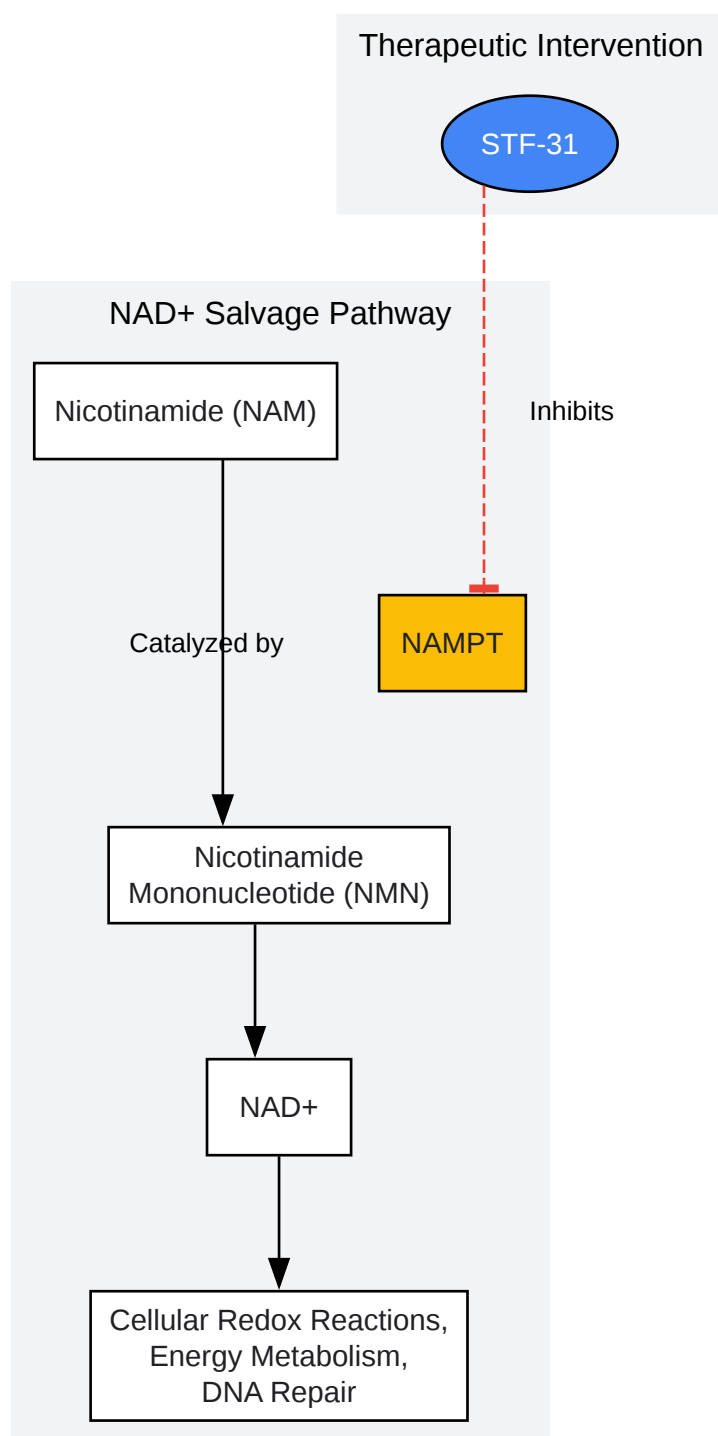 Therapeutic Intervention
STF-31
NAD+ Salvage Pathway
Nicotinamide (NAM)
Inhibits
Catalyzed by
NAMPT
Nicotinamide
Mononucleotide (NMN)
NAD+
Cellular Redox Reactions,
Energy Metabolism,
DNA Repair